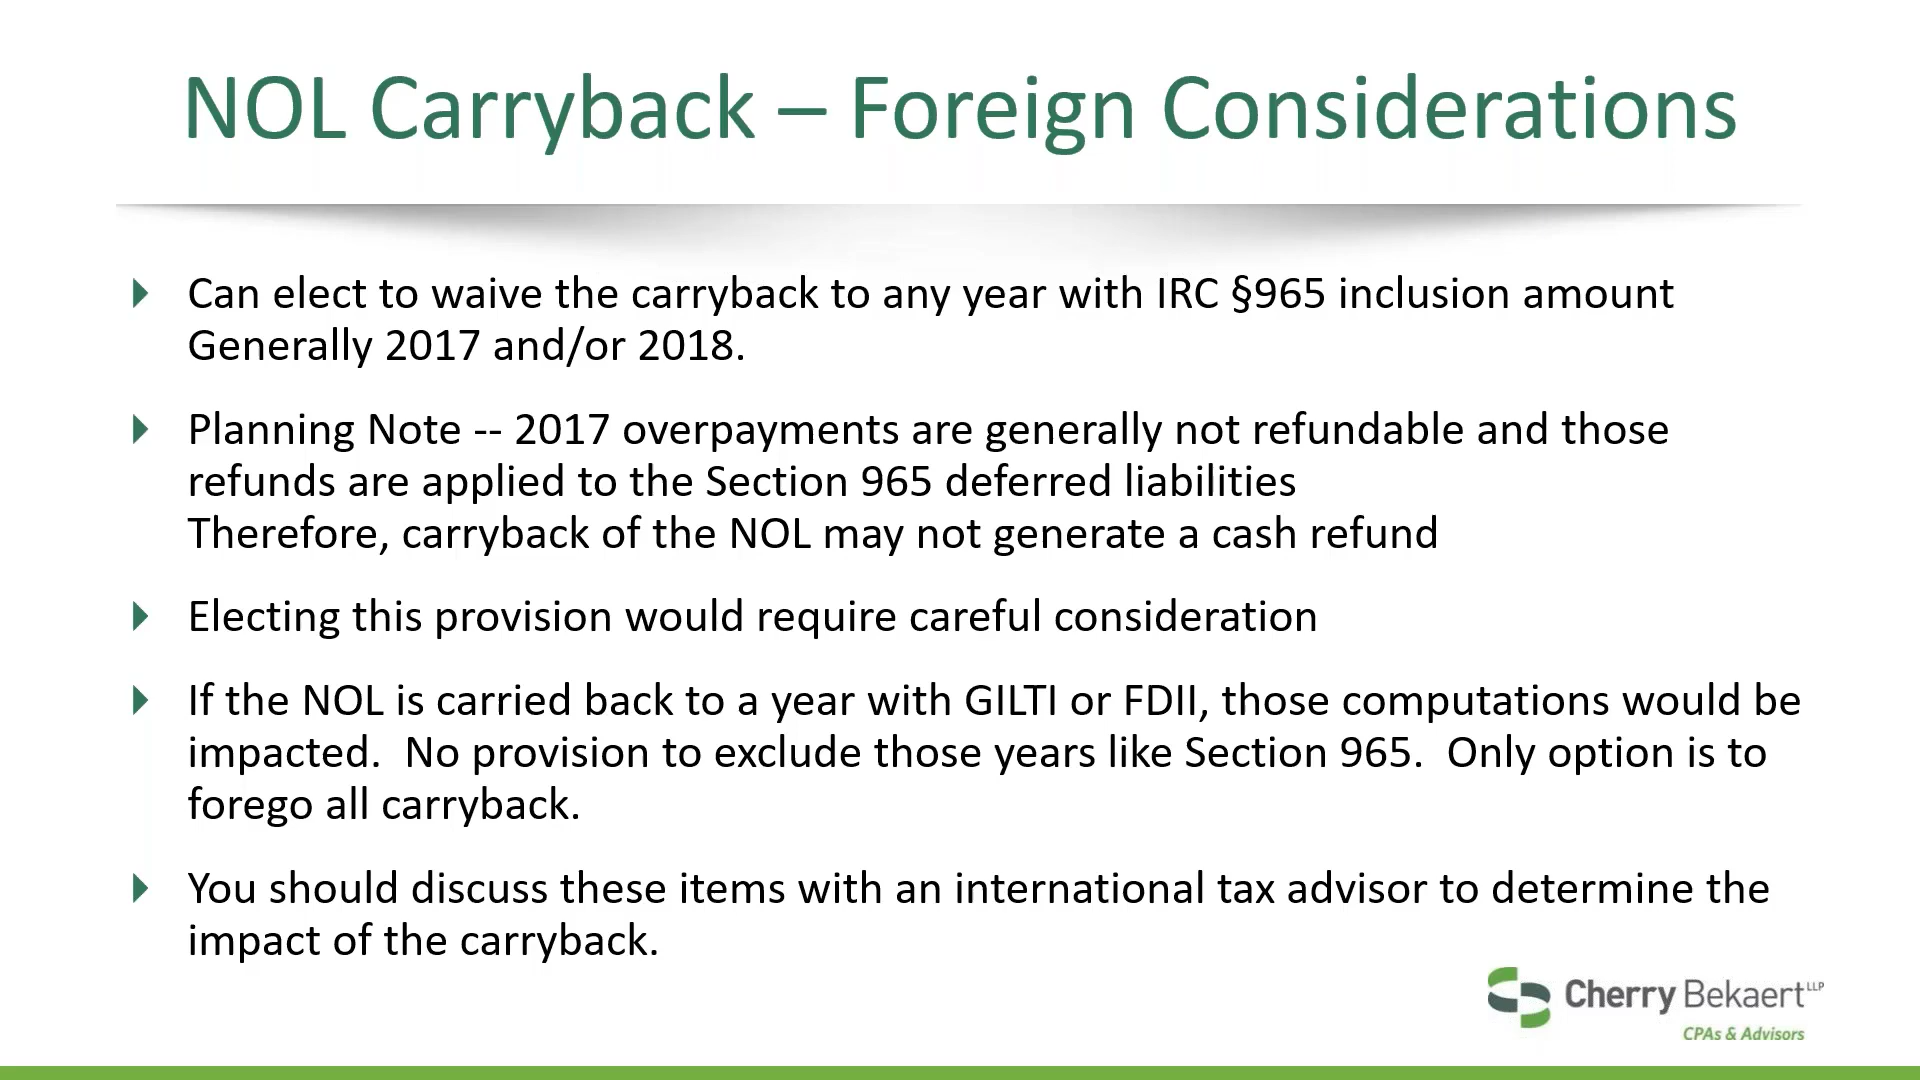 NOL Carryback – Foreign Considerations
Can elect to waive the carryback to any year with IRC §965 inclusion amount
Generally 2017 and/or 2018.
Planning Note -- 2017 overpayments are generally not refundable and those
refunds are applied to the Section 965 deferred liabilities
Therefore, carryback of the NOL may not generate a cash refund
Electing this provision would require careful consideration
If the NOL is carried back to a year with GILTI or FDII, those computations would be
impacted.  No provision to exclude those years like Section 965.  Only option is to
forego all carryback.
You should discuss these items with an international tax advisor to determine the
impact of the carryback.
Cherry Bekaert LLP
CPAs & Advisors